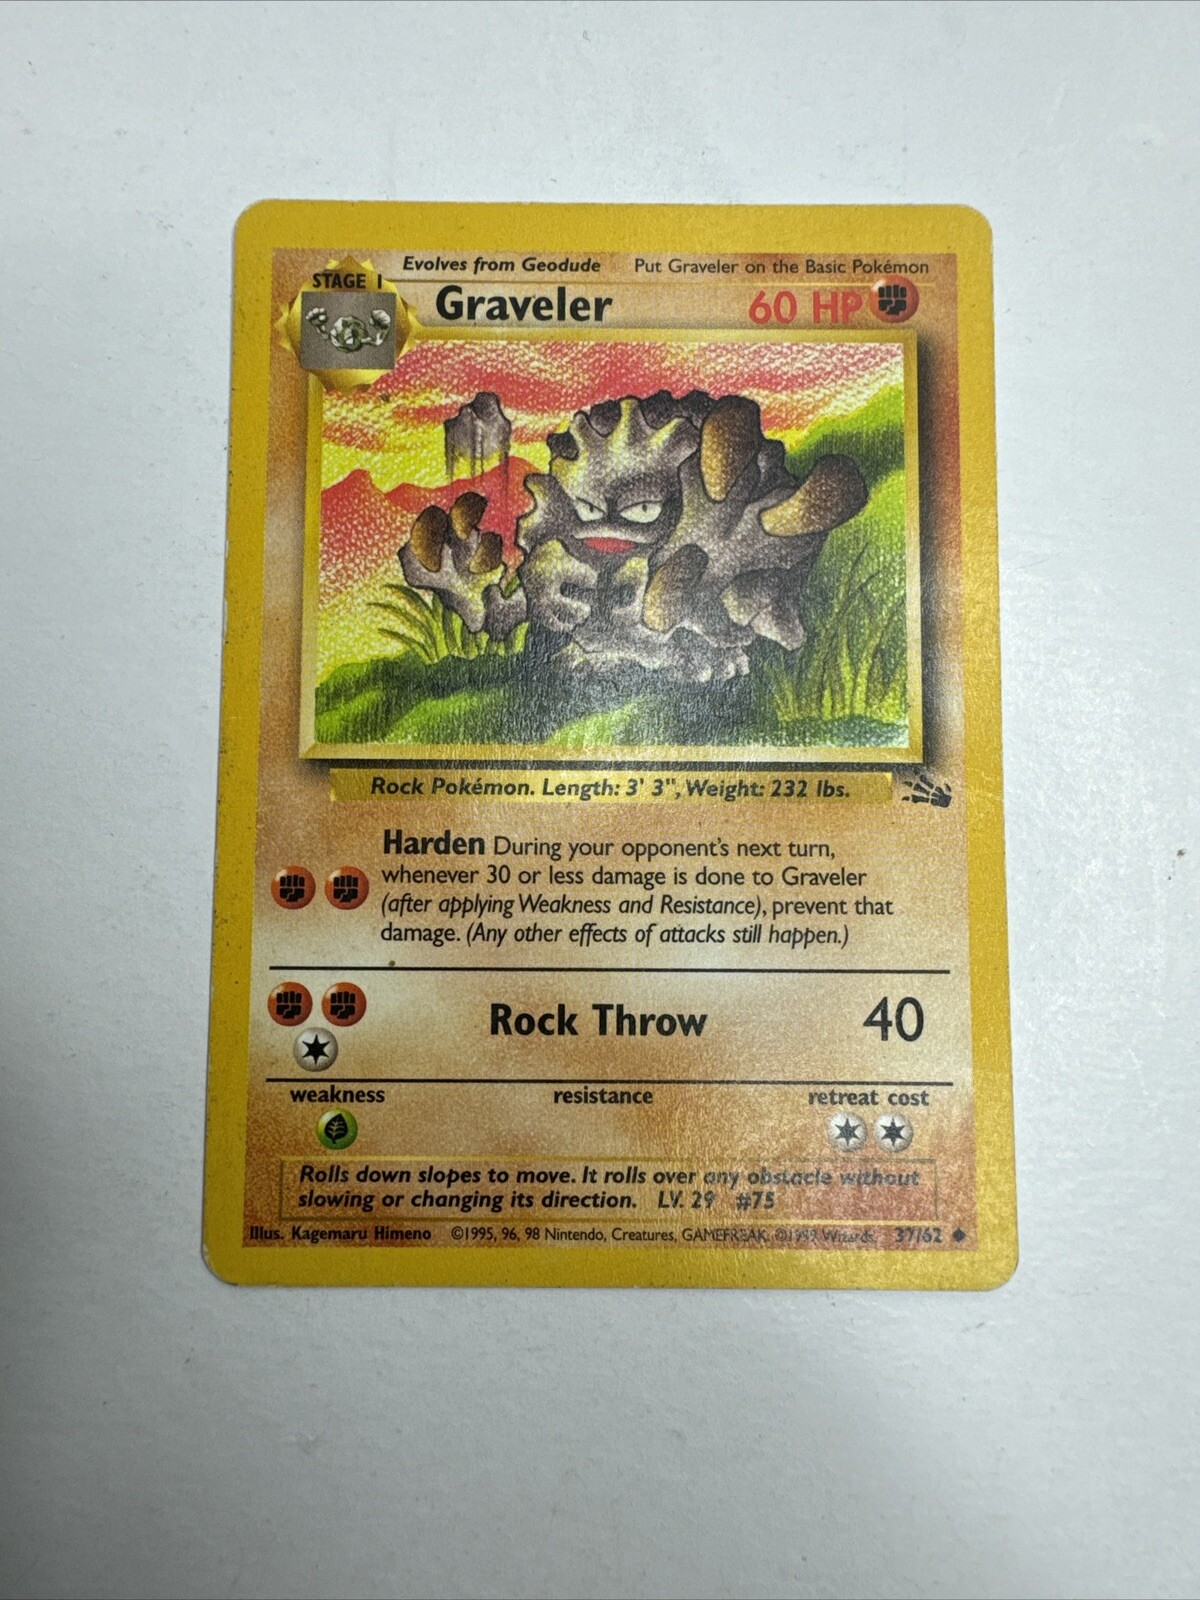 Evolves from Geodude Put Graveler on the Basic Pokémon
STAGE 1
Graveler 60 HP
Rock Pokémon. Length: 3' 3", Weight: 232 lbs.
Harden During your opponent's next turn,
whenever 30 or less damage is done to Graveler
(after applying Weakness and Resistance), prevent that
damage. (Any other effects of attacks still happen.)
Rock Throw 40
weakness resistance retreat cost
Rolls down slopes to move. It rolls over any obstacle without
slowing or changing its direction. LV. 29 #75
Illus. Kagemaru Himeno ©1995, 96, 98 Nintendo, Creatures, GAMEFREAK. ©1999 Wizards. 37/62